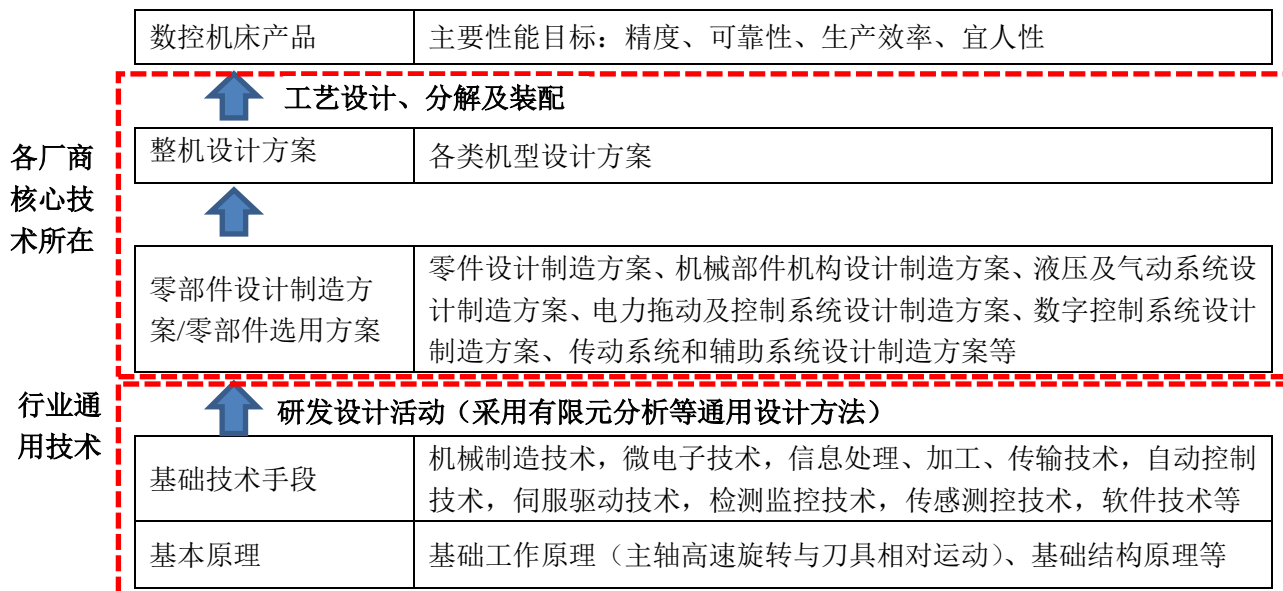 数控机床产品
主要性能目标：精度、可靠性、生产效率、宜人性
工艺设计、分解及装配
各厂商
核心技
术所在
整机设计方案
各类机型设计方案
零部件设计制造方
案/零部件选用方案
零件设计制造方案、机械部件机构设计制造方案、液压及气动系统设
计制造方案、电力拖动及控制系统设计制造方案、数字控制系统设计
制造方案、传动系统和辅助系统设计制造方案等
行业通
用技术
研发设计活动（采用有限元分析等通用设计方法）
基础技术手段
机械制造技术，微电子技术，信息处理、加工、传输技术，自动控制
技术，伺服驱动技术，检测监控技术，传感测控技术，软件技术等
基本原理
基础工作原理（主轴高速旋转与刀具相对运动）、基础结构原理等